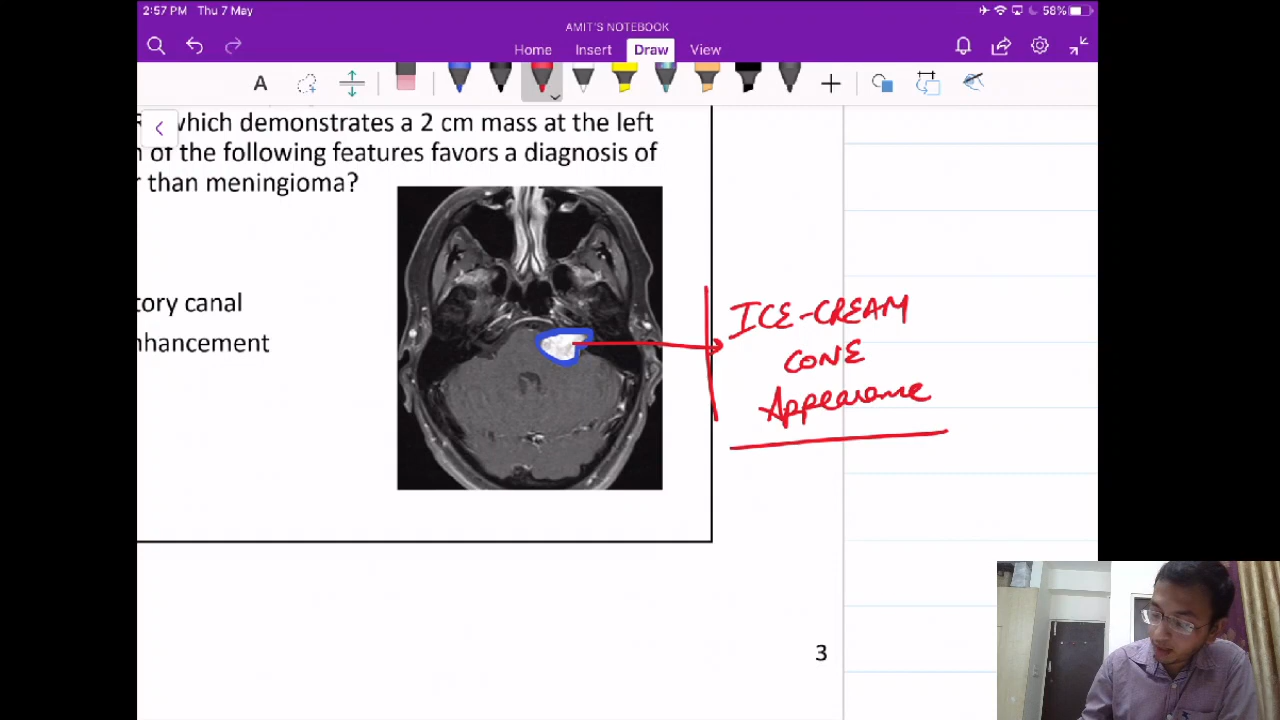 2:57 PM Thu 7 May
58%
AMIT'S NOTEBOOK
Home Insert Draw View
A
which demonstrates a 2 cm mass at the left
of the following features favors a diagnosis of
than meningioma?
tory canal
nhancement
ICE-CREAM
CONE
Appearance
3